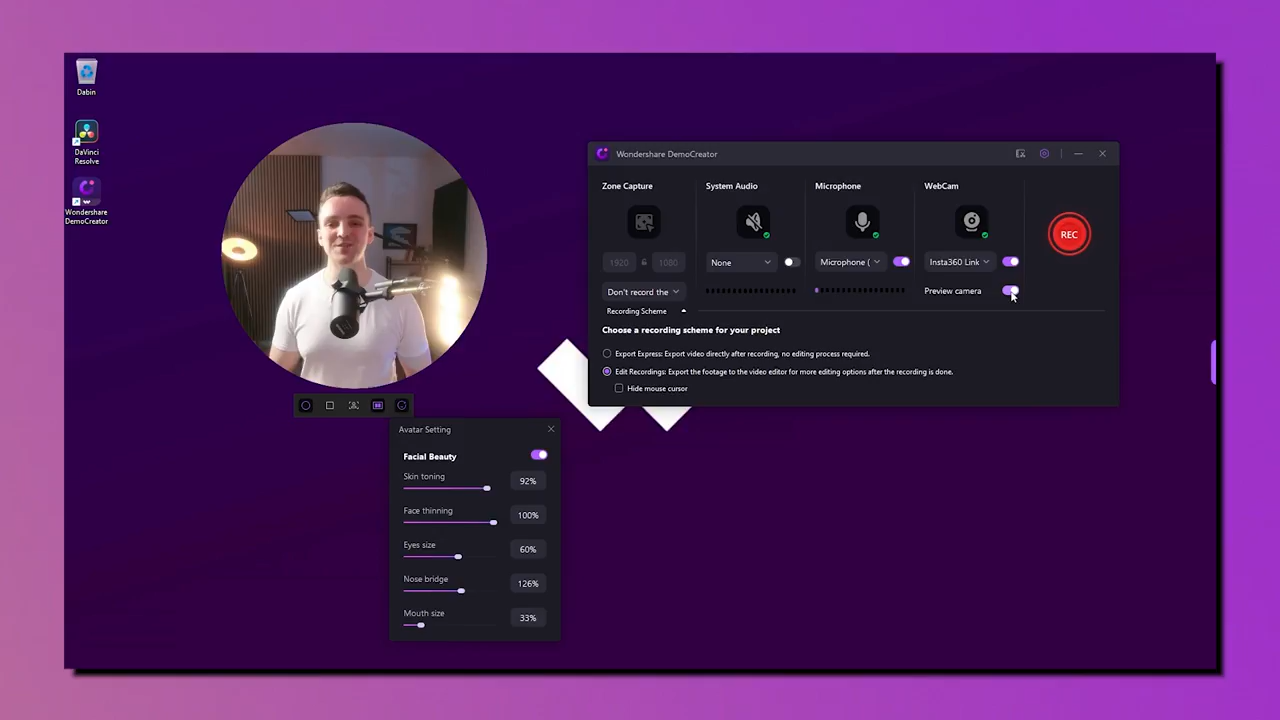 Dabin
DaVinci
Resolve
Wondershare
DemoCreator
Wondershare DemoCreator
Zone Capture
System Audio
Microphone
WebCam
1920
1080
None
Microphone (
Insta360 Link
REC
Don't record the
Preview camera
Recording Scheme
Choose a recording scheme for your project
Export Express: Export video directly after recording, no editing process required.
Edit Recordings: Export the footage to the video editor for more editing options after the recording is done.
Hide mouse cursor
Avatar Setting
Facial Beauty
Skin toning
92%
Face thinning
100%
Eyes size
60%
Nose bridge
126%
Mouth size
33%